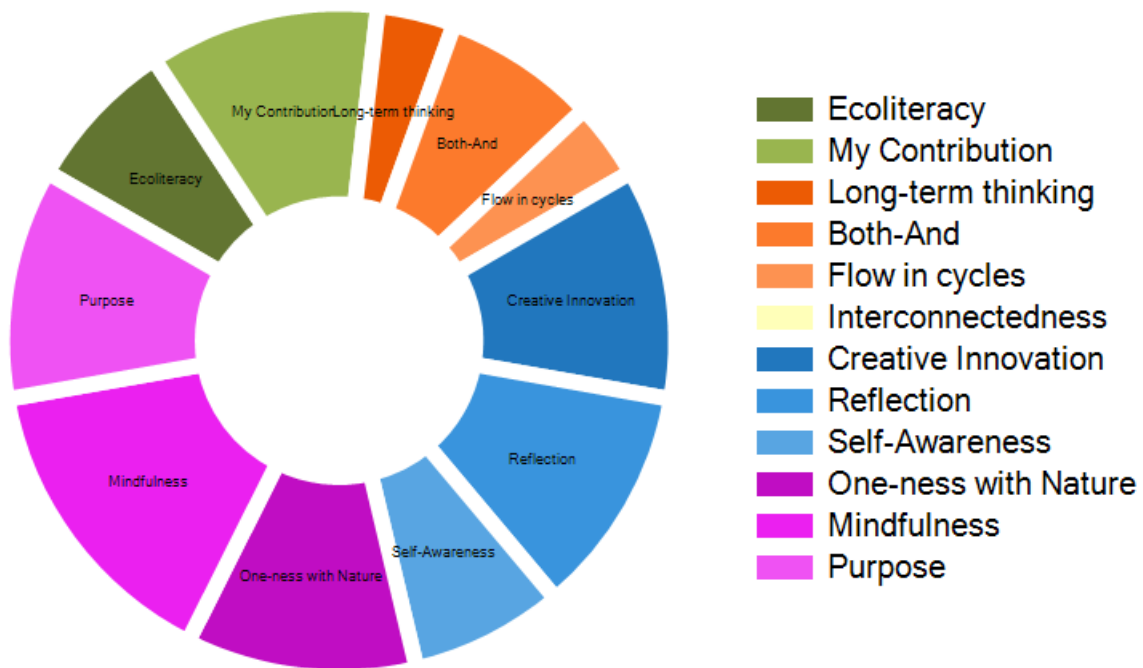 My Contribution
Long-term thinking
Both-And
Ecoliteracy
Flow in cycles
Purpose
Creative Innovation
Reflection
Mindfulness
Self-Awareness
One-ness with Nature
Ecoliteracy
My Contribution
Long-term thinking
Both-And
Flow in cycles
Interconnectedness
Creative Innovation
Reflection
Self-Awareness
One-ness with Nature
Mindfulness
Purpose